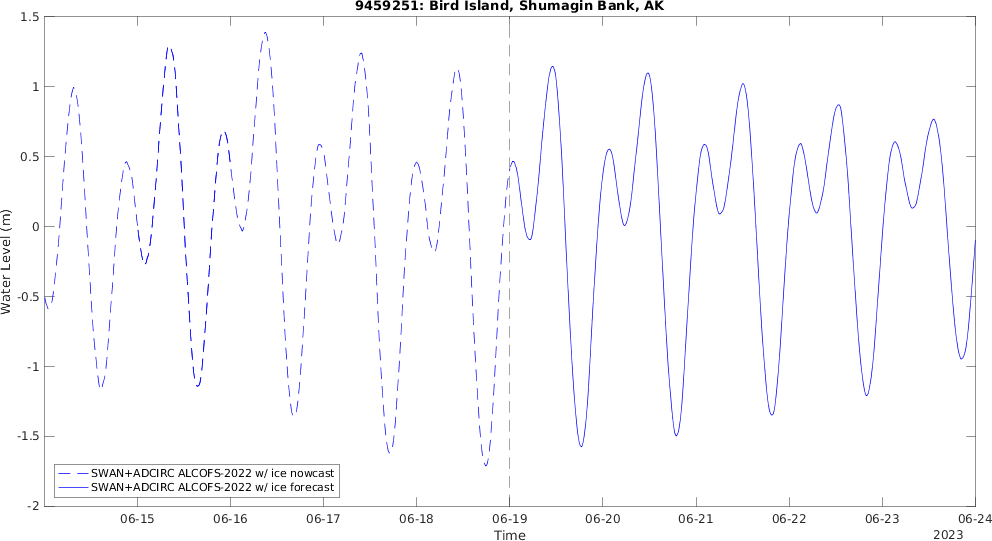 9459251: Bird Island, Shumagin Bank, AK
1.5
1
0.5
0
-0.5
-1
-1.5
-2
Water Level (m)
SWAN+ADCIRC ALCOFS-2022 w/ ice nowcast
SWAN+ADCIRC ALCOFS-2022 w/ ice forecast
06-15 06-16 06-17 06-18 06-19 06-20 06-21 06-22 06-23 06-24
Time
2023